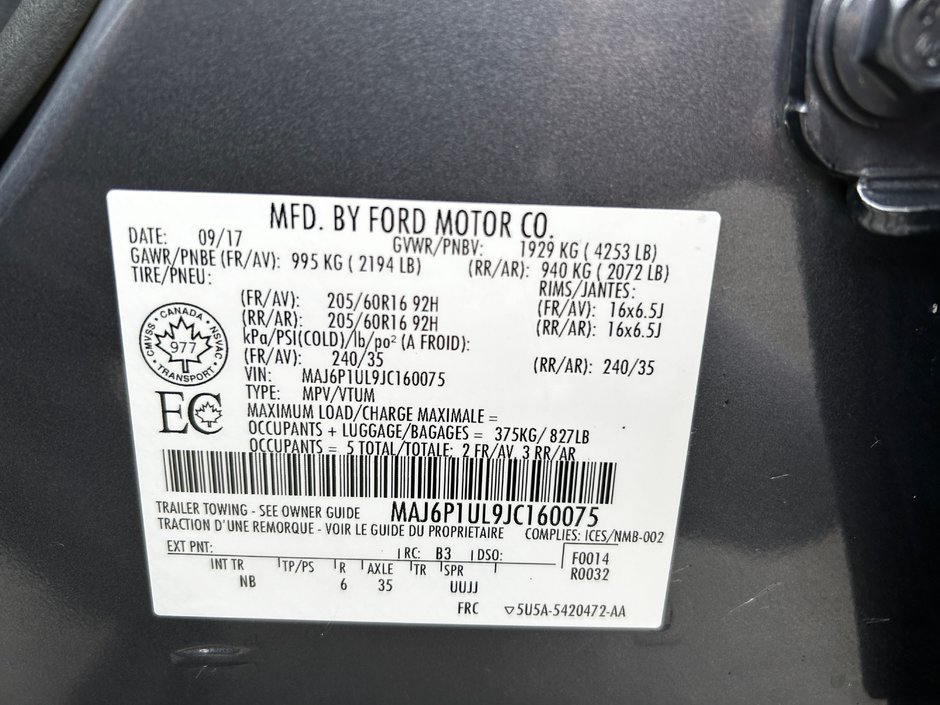 MFD. BY FORD MOTOR CO.
DATE: 09/17 GVWR/PNBV: 1929 KG ( 4253 LB)
GAWR/PNBE (FR/AV): 995 KG ( 2194 LB) (RR/AR): 940 KG ( 2072 LB)
TIRE/PNEU: RIMS/JANTES:
(FR/AV): 205/60R16 92H (FR/AV): 16x6.5J
(RR/AR): 205/60R16 92H (RR/AR): 16x6.5J
kPa/PSI(COLD)/lb/po² (A FROID):
(FR/AV): 240/35 (RR/AR): 240/35
CANADA
CMVSS 977 NSVAC
TRANSPORT
VIN: MAJ6P1UL9JC160075
TYPE: MPV/VTUM
EC
MAXIMUM LOAD/CHARGE MAXIMALE =
OCCUPANTS + LUGGAGE/BAGAGES = 375KG/ 827LB
OCCUPANTS = 5 TOTAL/TOTALE: 2 FR/AV, 3 RR/AR
TRAILER TOWING - SEE OWNER GUIDE MAJ6P1UL9JC160075
TRACTION D'UNE REMORQUE - VOIR LE GUIDE DU PROPRIETAIRE COMPLIES: ICES/NMB-002
EXT PNT: RC: B3 DSO: F0014
INT TR TP/PS R AXLE TR SPR R0032
NB 6 35 UUJJ
FRC ▽5U5A-5420472-AA